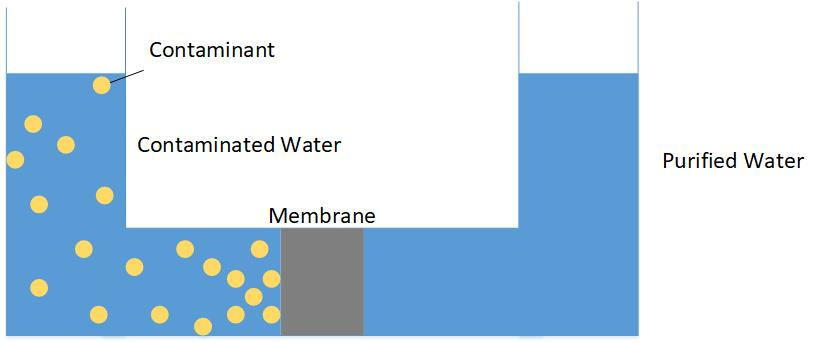 Contaminant
Contaminated Water
Purified Water
Membrane